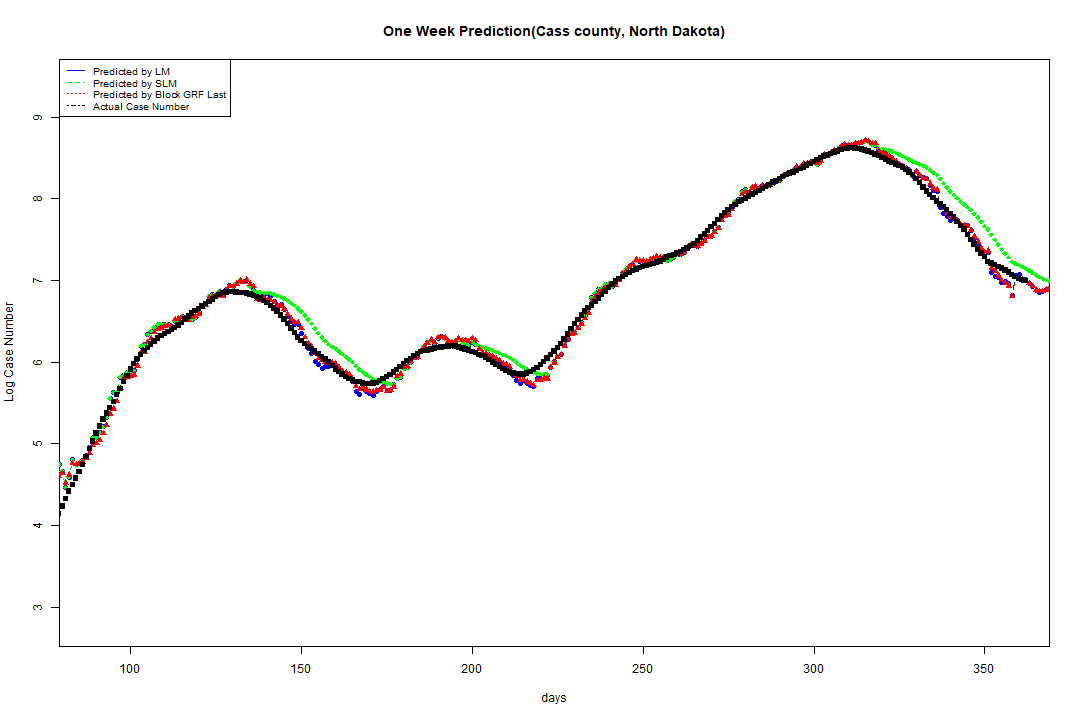 One Week Prediction(Cass county, North Dakota)
Predicted by LM
Predicted by SLM
Predicted by Block GRF Last
Actual Case Number
9
8
7
6
5
4
3
Log Case Number
100 150 200 250 300 350
days